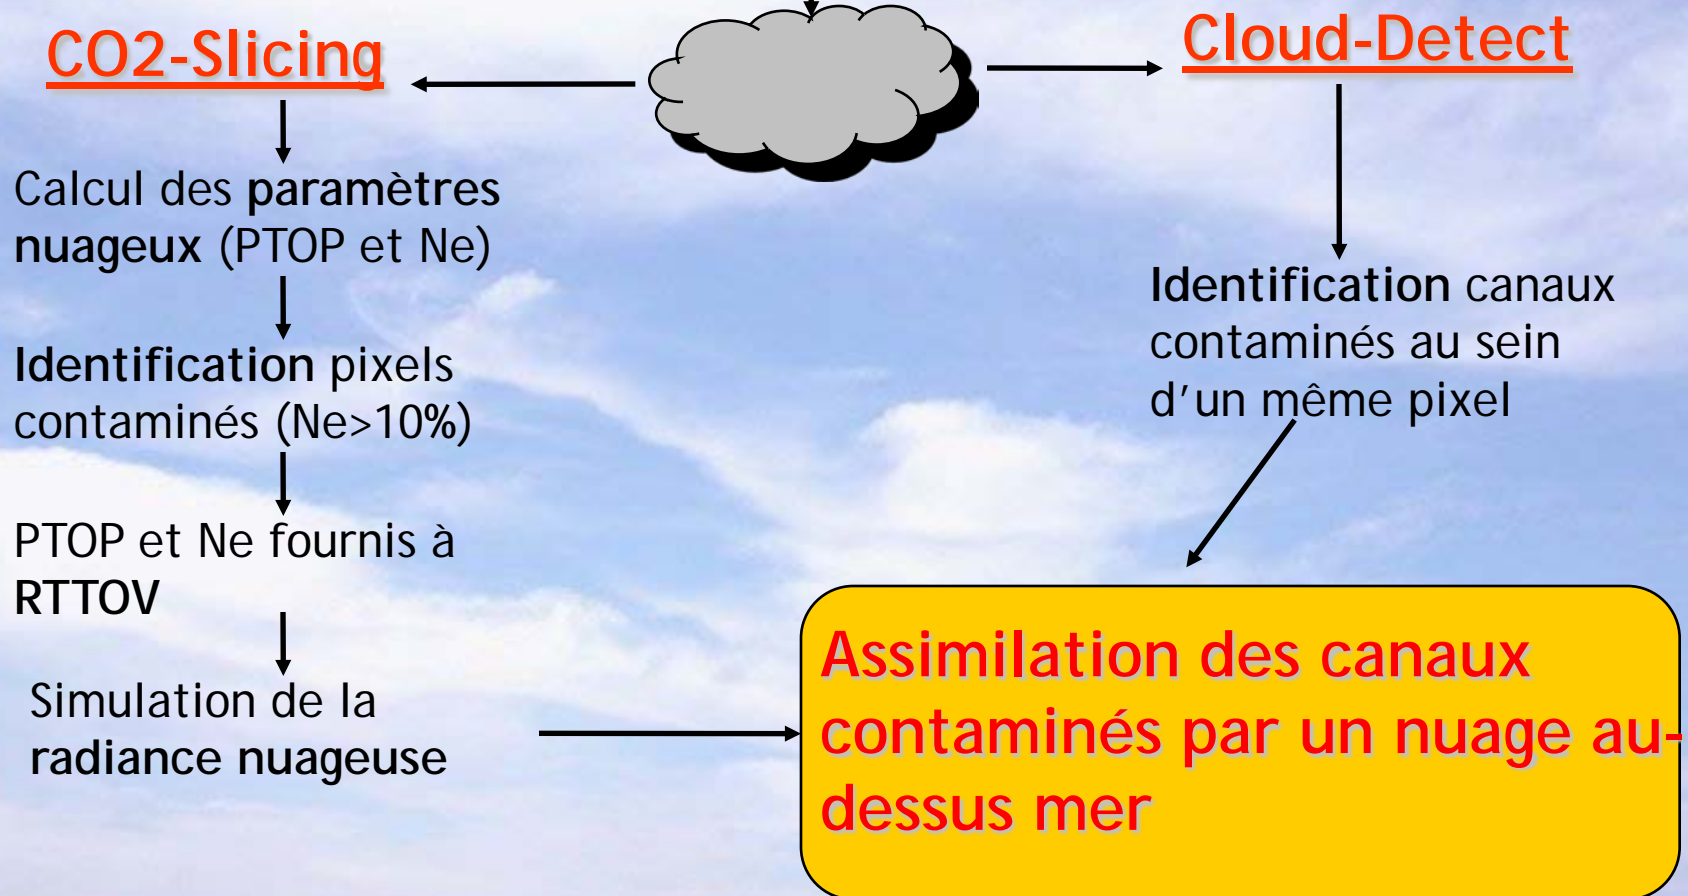 CO2-Slicing
Calcul des paramètres
nuageux (PTOP et Ne)
Identification pixels
contaminés (Ne>10%)
PTOP et Ne fournis à
RTTOV
Simulation de la
radiance nuageuse
Cloud-Detect
Identification canaux
contaminés au sein
d'un même pixel
Assimilation des canaux
contaminés par un nuage au-
dessus mer